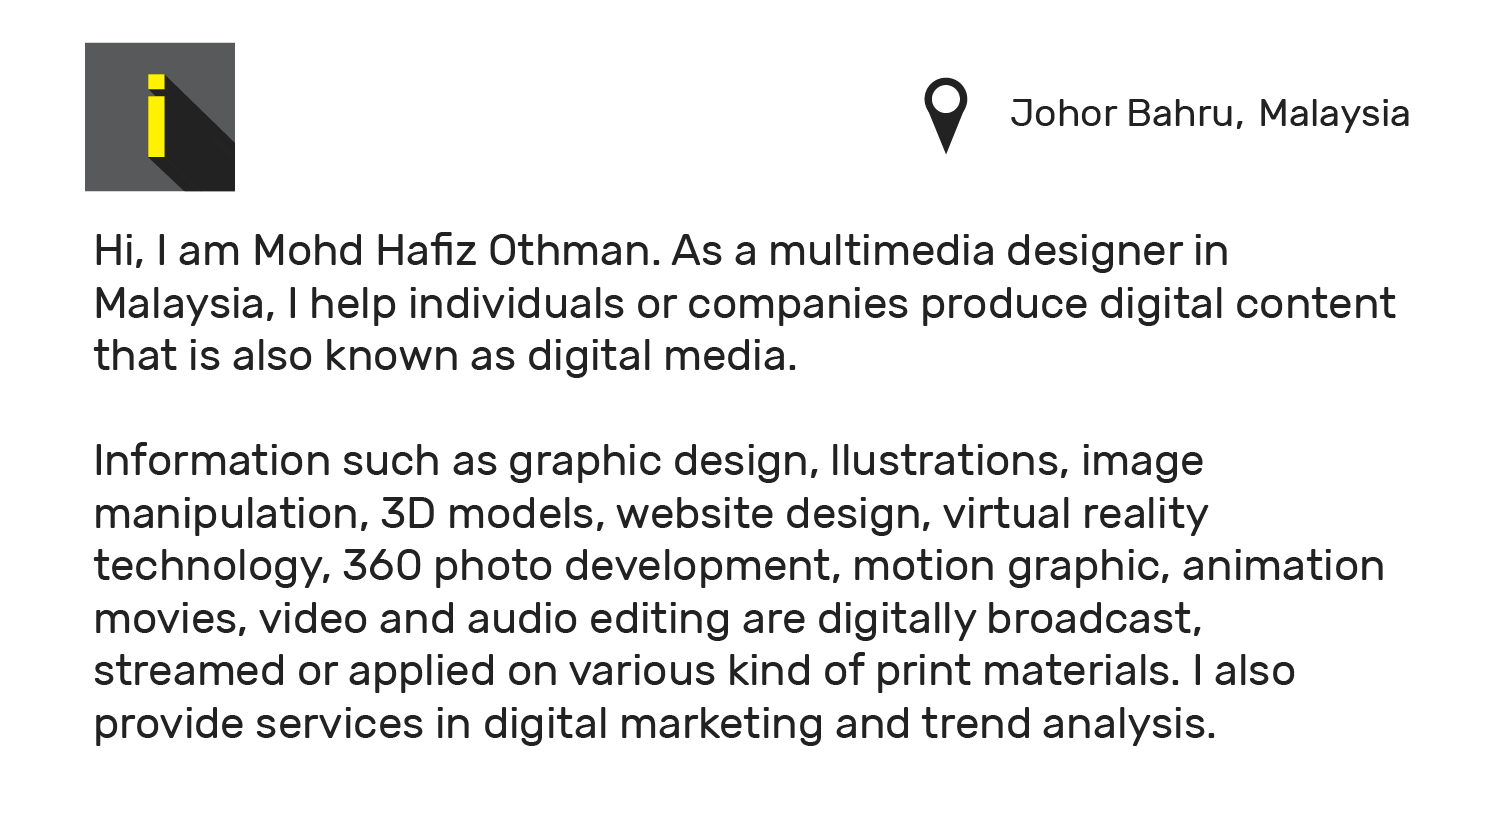 i
Johor Bahru, Malaysia
Hi, I am Mohd Hafiz Othman. As a multimedia designer in
Malaysia, I help individuals or companies produce digital content
that is also known as digital media.
Information such as graphic design, llustrations, image
manipulation, 3D models, website design, virtual reality
technology, 360 photo development, motion graphic, animation
movies, video and audio editing are digitally broadcast,
streamed or applied on various kind of print materials. I also
provide services in digital marketing and trend analysis.